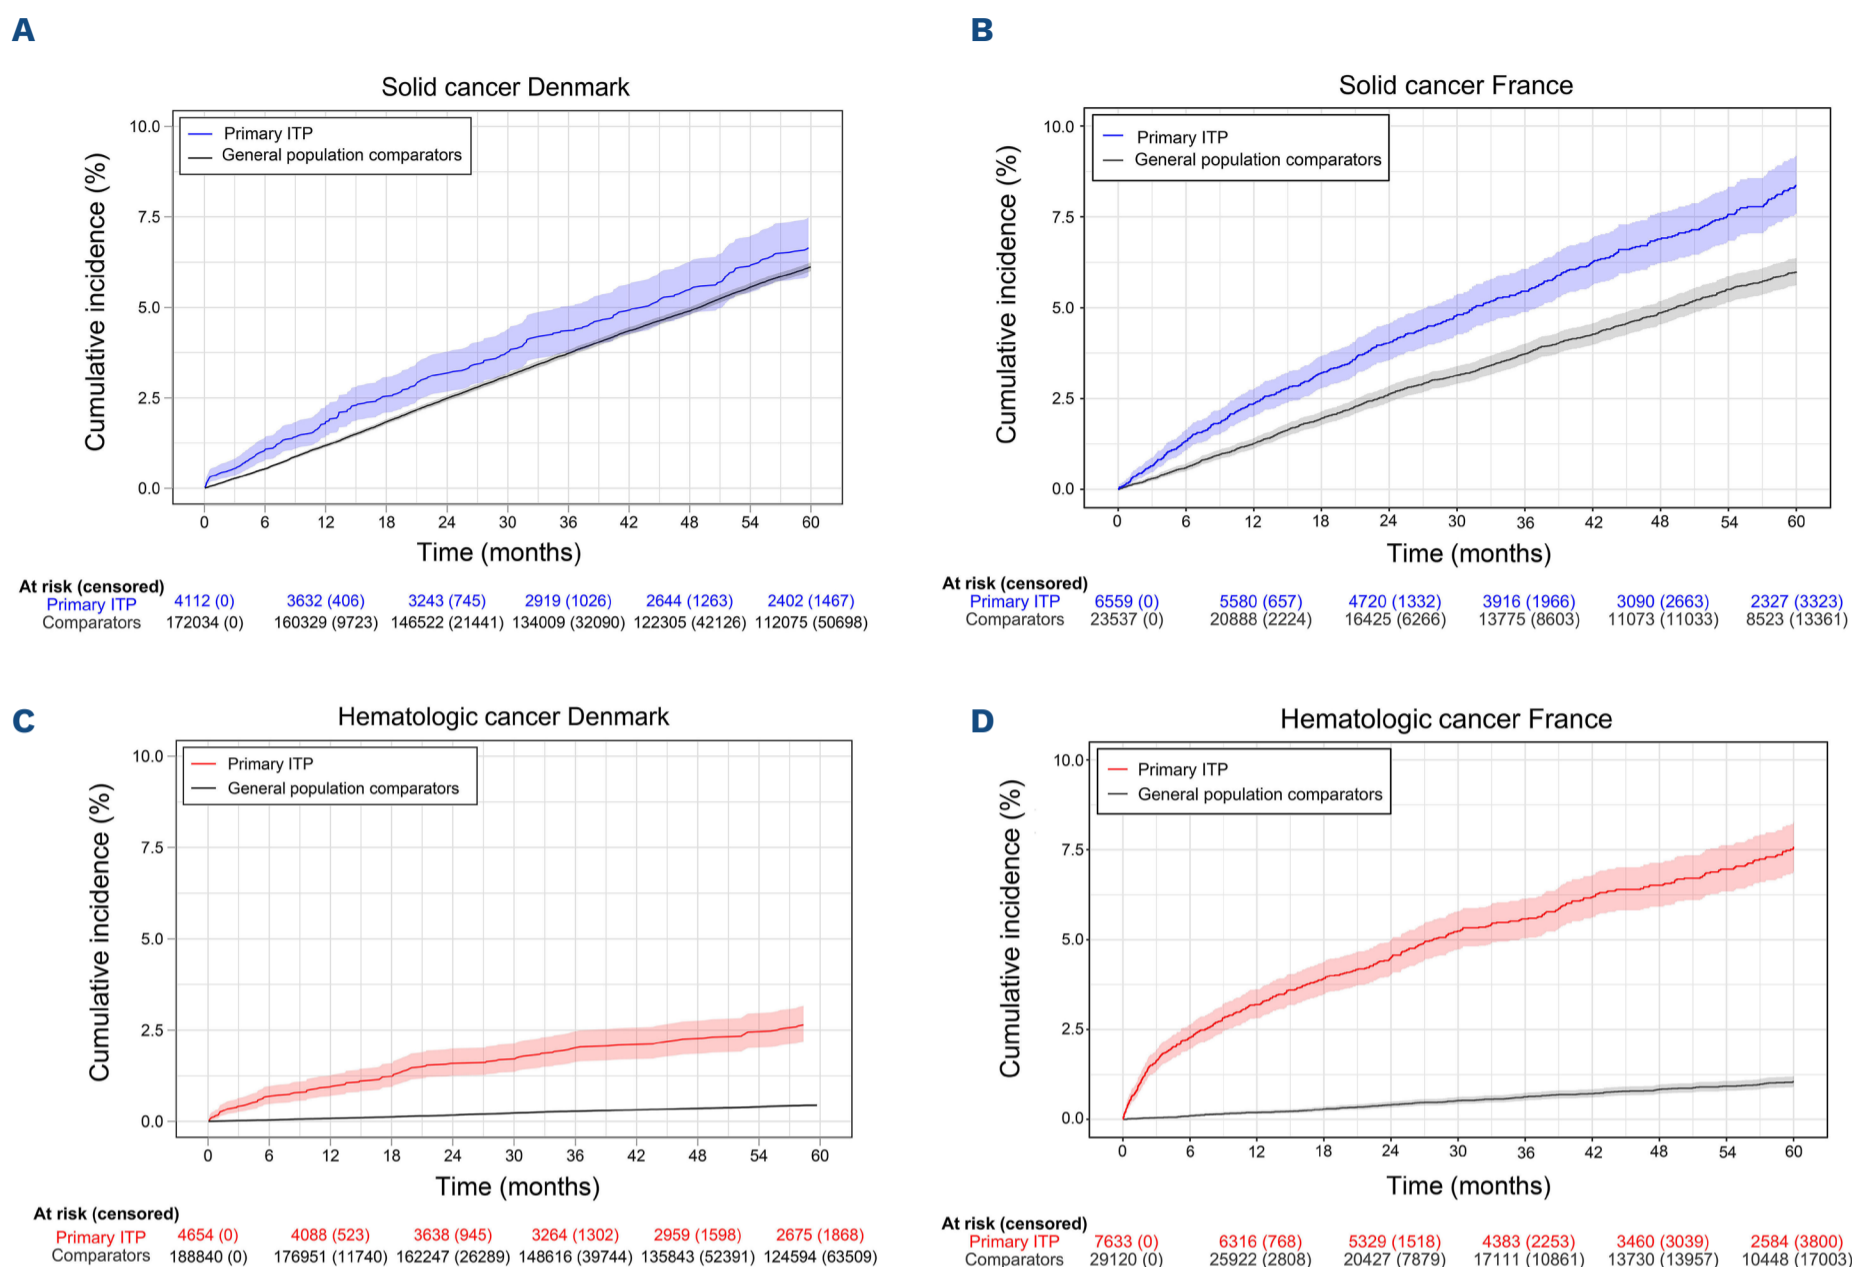 A
Solid cancer Denmark
Primary ITP
General population comparators
Cumulative incidence (%)
10.0
7.5
5.0
2.5
0.0
0 6 12 18 24 30 36 42 48 54 60
Time (months)
At risk (censored)
Primary ITP 4112 (0) 3632 (406) 3243 (745) 2919 (1026) 2644 (1263) 2402 (1467)
Comparators 172034 (0) 160329 (9723) 146522 (21441) 134009 (32090) 122305 (42126) 112075 (50698)
B
Solid cancer France
Primary ITP
General population comparators
Cumulative incidence (%)
10.0
7.5
5.0
2.5
0.0
0 6 12 18 24 30 36 42 48 54 60
Time (months)
At risk (censored)
Primary ITP 6559 (0) 5580 (657) 4720 (1332) 3916 (1966) 3090 (2663) 2327 (3323)
Comparators 23537 (0) 20888 (2224) 16425 (6266) 13775 (8603) 11073 (11033) 8523 (13361)
C
Hematologic cancer Denmark
Primary ITP
General population comparators
Cumulative incidence (%)
10.0
7.5
5.0
2.5
0.0
0 6 12 18 24 30 36 42 48 54 60
Time (months)
At risk (censored)
Primary ITP 4654 (0) 4088 (523) 3638 (945) 3264 (1302) 2959 (1598) 2675 (1868)
Comparators 188840 (0) 176951 (11740) 162247 (26289) 148616 (39744) 135843 (52391) 124594 (63509)
D
Hematologic cancer France
Primary ITP
General population comparators
Cumulative incidence (%)
10.0
7.5
5.0
2.5
0.0
0 6 12 18 24 30 36 42 48 54 60
Time (months)
At risk (censored)
Primary ITP 7633 (0) 6316 (768) 5329 (1518) 4383 (2253) 3460 (3039) 2584 (3800)
Comparators 29120 (0) 25922 (2808) 20427 (7879) 17111 (10861) 13730 (13957) 10448 (17003)